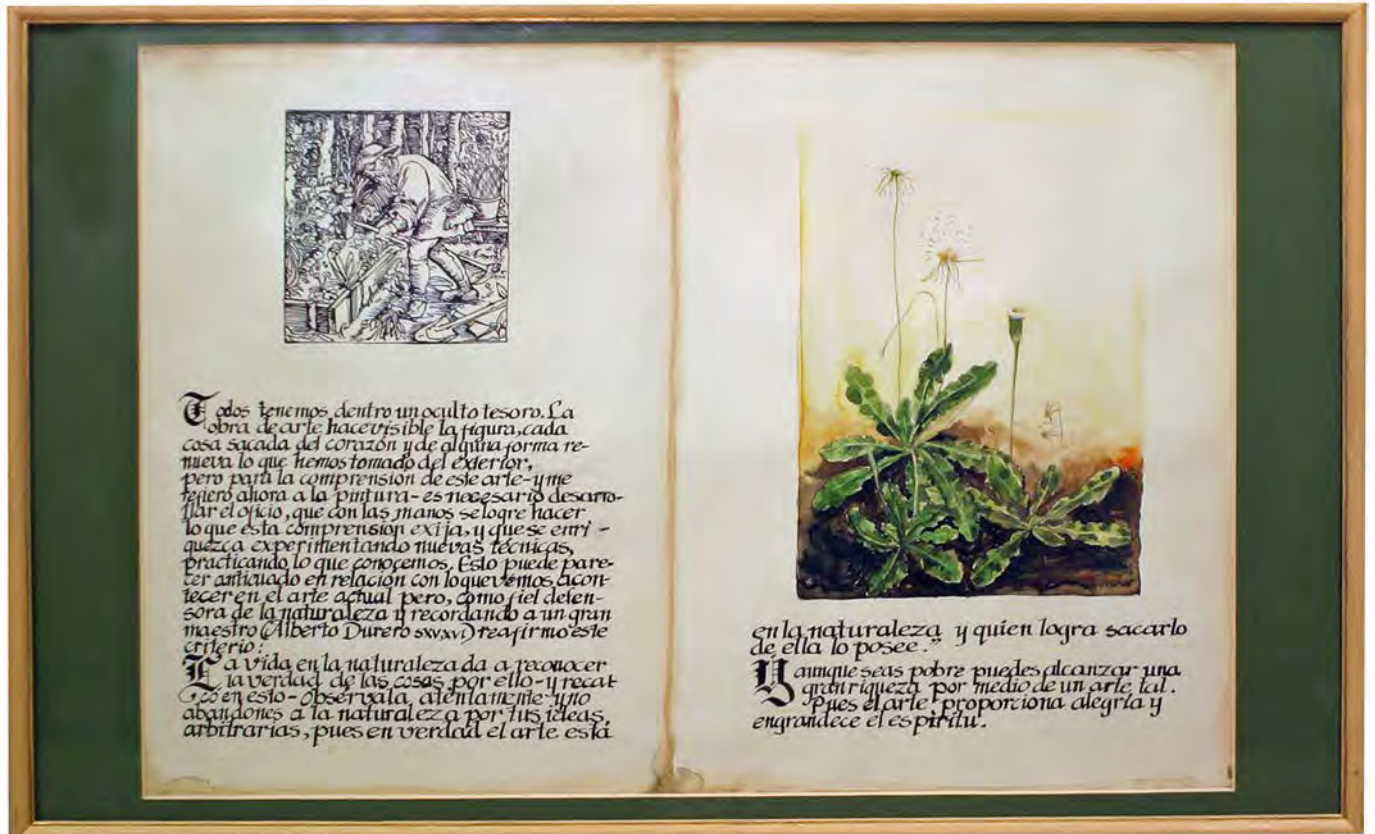 Todos tenemos dentro un oculto tesoro. La
obra de arte hace visible la figura, cada
cosa sacada del corazón y de alguna forma re-
nueva lo que hemos tomado del exterior,
pero para la comprensión de este arte-y me
refiero ahora a la pintura-es necesario desarro-
llar el oficio, que con las manos se logre hacer
lo que esta comprensión exija, y que se enri-
quezca experimentando nuevas técnicas,
practicando lo que conocemos. Esto puede pare-
cer anticuado en relación con lo que vemos acon-
tecer en el arte actual pero, como fiel defen-
sora de la naturaleza y recordando a un gran
maestro (Alberto Durero sxv.xvi) reafirmo este
criterio:
La vida en la naturaleza da a reconocer
la verdad de las cosas por ello-y
en esto-obsérvala atentamente y no
abandones a la naturaleza por tus ideas
arbitrarias, pues en verdad el arte está
en la naturaleza y quien logra sacarlo
de ella lo posee."
Y aunque seas pobre puedes alcanzar una
gran riqueza por medio de un arte tal.
Pues el arte proporciona alegría y
engrandece el espíritu.